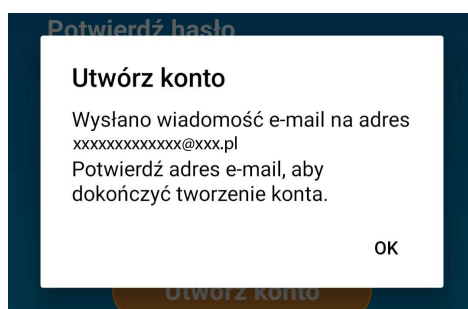 Potwierdź hasło
Utwórz konto
Wysłano wiadomość e-mail na adres
xxxxxxxxxxxxx@xxx.pl
Potwierdź adres e-mail, aby
dokończyć tworzenie konta.
OK
Utwórz konto